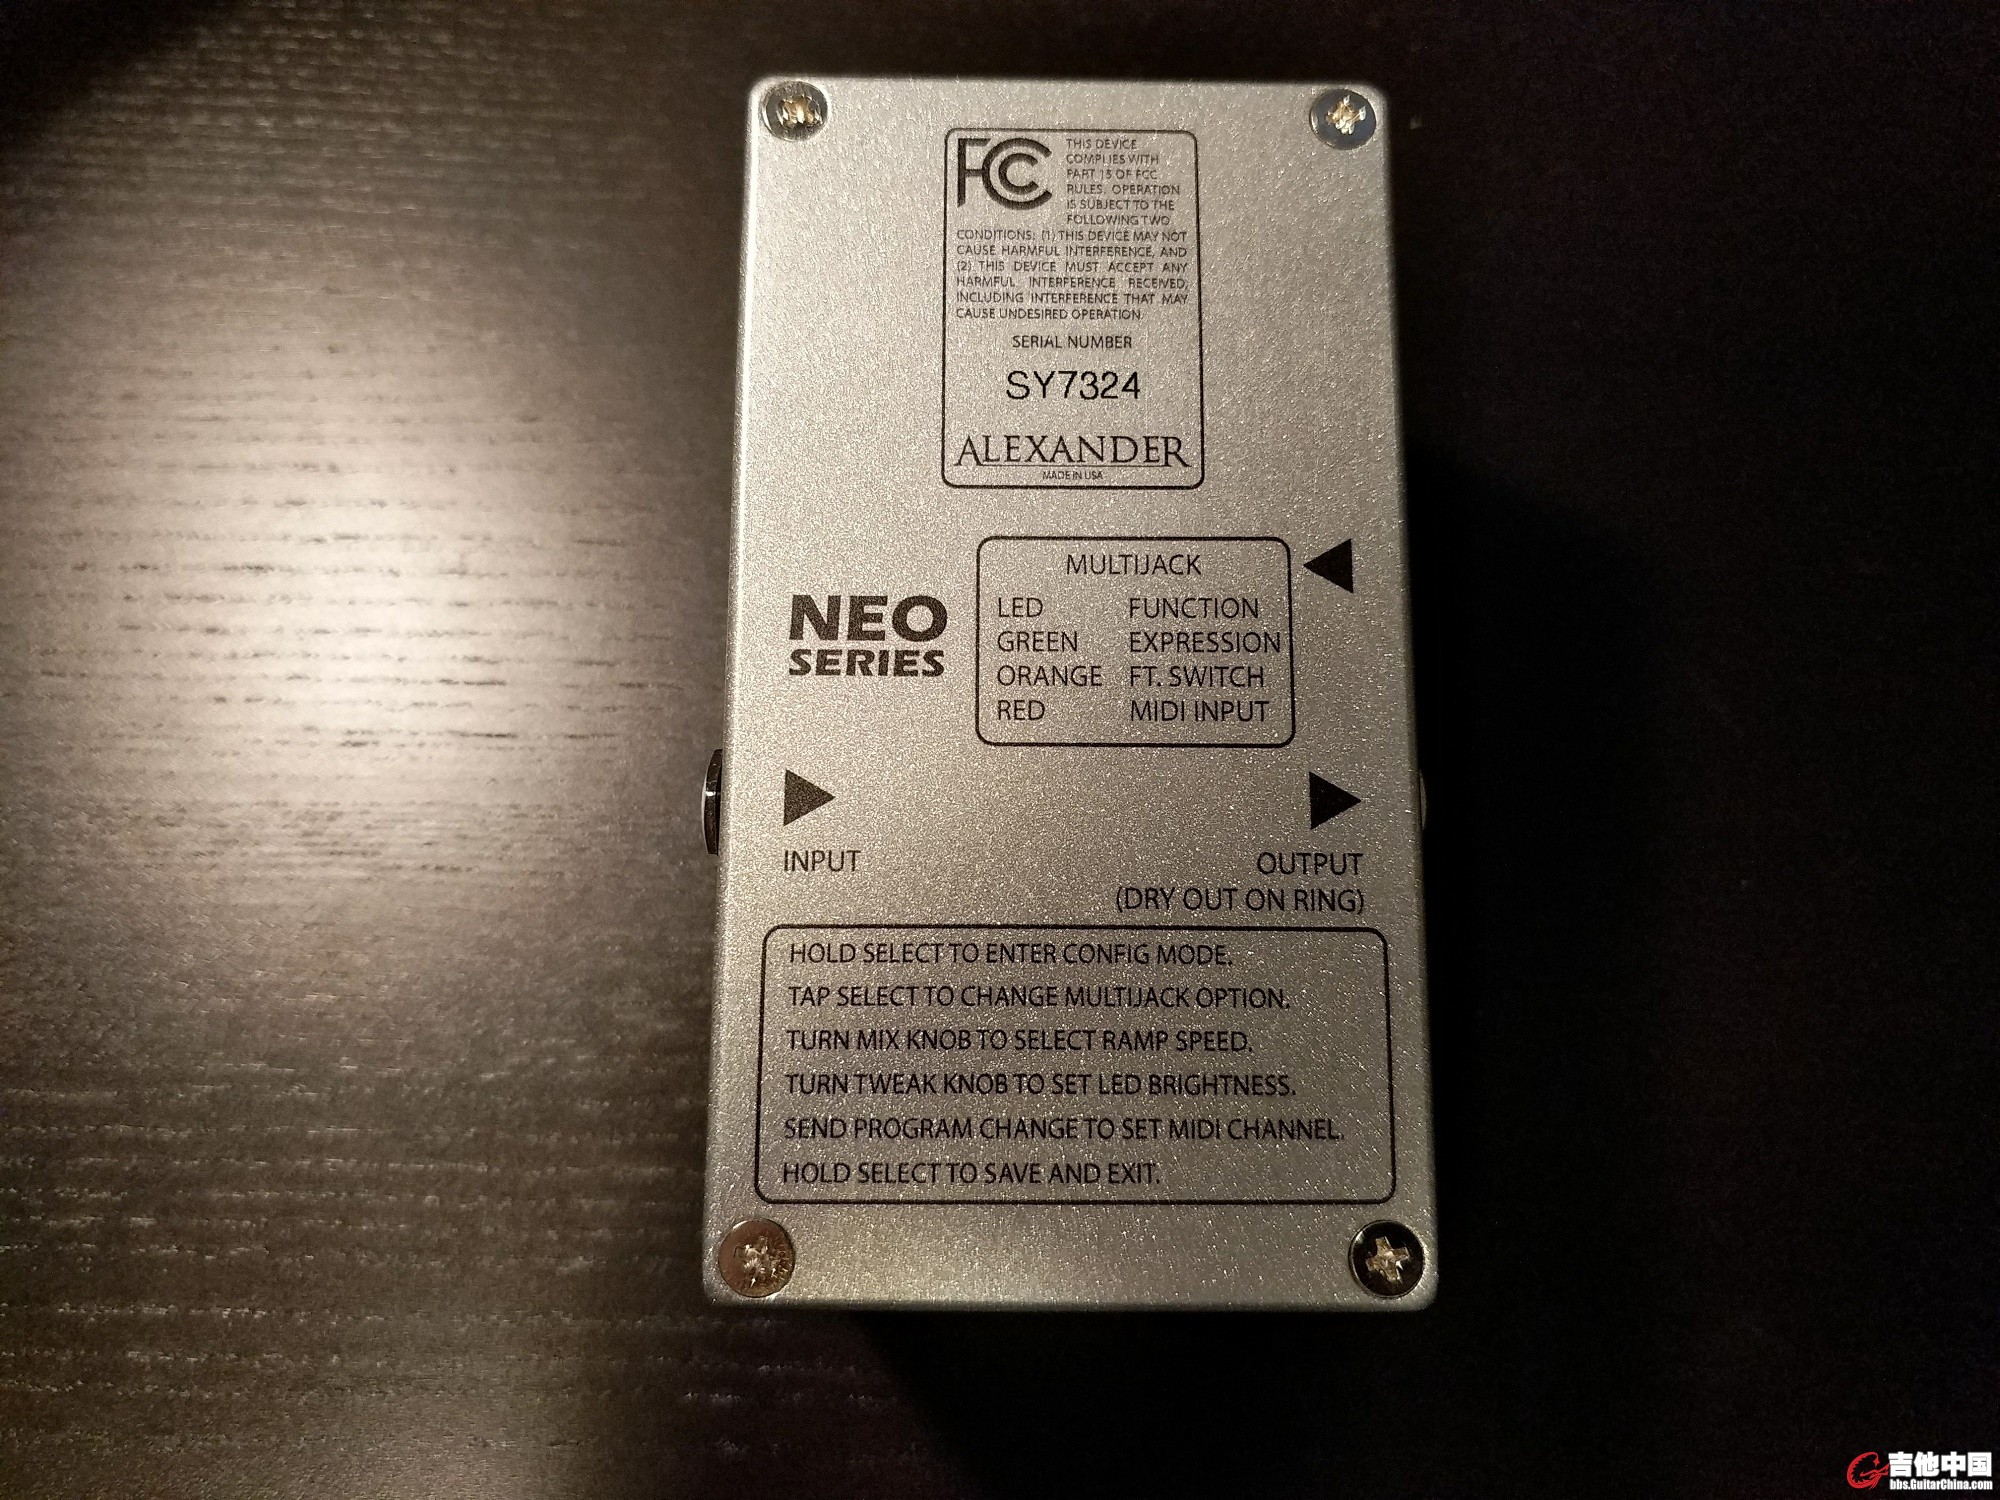 FCC
THIS DEVICE
COMPLIES WITH
PART 15 OF FCC
RULES. OPERATION
IS SUBJECT TO THE
FOLLOWING TWO
CONDITIONS: (1) THIS DEVICE MAY NOT
CAUSE HARMFUL INTERFERENCE, AND
(2) THIS DEVICE MUST ACCEPT ANY
HARMFUL INTERFERENCE RECEIVED,
INCLUDING INTERFERENCE THAT MAY
CAUSE UNDESIRED OPERATION.
SERIAL NUMBER
SY7324
ALEXANDER
MADE IN USA
NEO
SERIES
MULTIJACK
LED FUNCTION
GREEN EXPRESSION
ORANGE FT. SWITCH
RED MIDI INPUT
INPUT
OUTPUT
(DRY OUT ON RING)
HOLD SELECT TO ENTER CONFIG MODE.
TAP SELECT TO CHANGE MULTIJACK OPTION.
TURN MIX KNOB TO SELECT RAMP SPEED.
TURN TWEAK KNOB TO SET LED BRIGHTNESS.
SEND PROGRAM CHANGE TO SET MIDI CHANNEL.
HOLD SELECT TO SAVE AND EXIT.
吉他中国
bbs.GuitarChina.com